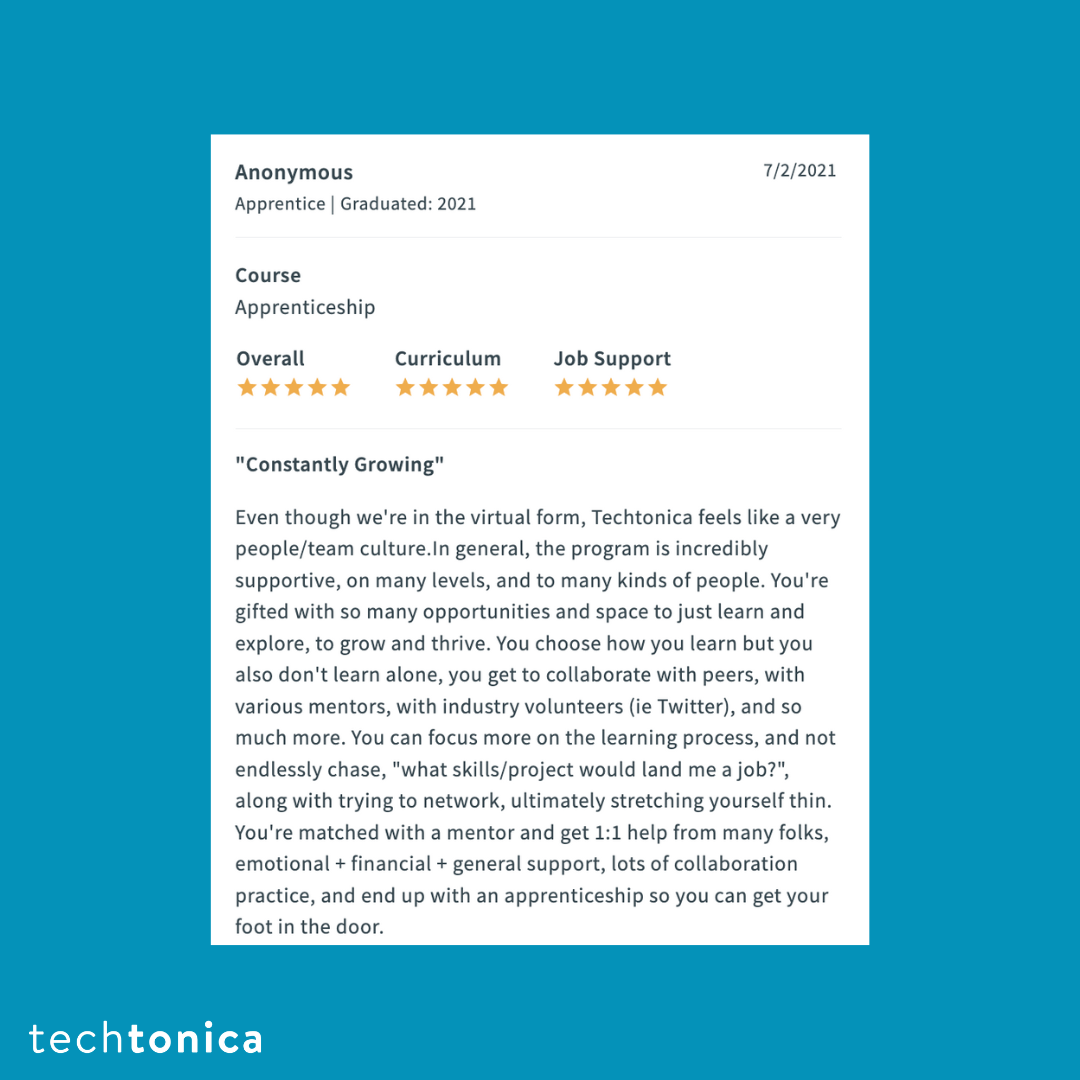 Anonymous
7/2/2021
Apprentice | Graduated: 2021
Course
Apprenticeship
Overall
Curriculum
Job Support
"Constantly Growing"
Even though we're in the virtual form, Techtonica feels like a very
people/team culture.In general, the program is incredibly
supportive, on many levels, and to many kinds of people. You're
gifted with so many opportunities and space to just learn and
explore, to grow and thrive. You choose how you learn but you
also don't learn alone, you get to collaborate with peers, with
various mentors, with industry volunteers (ie Twitter), and so
much more. You can focus more on the learning process, and not
endlessly chase, "what skills/project would land me a job?",
along with trying to network, ultimately stretching yourself thin.
You're matched with a mentor and get 1:1 help from many folks,
emotional + financial + general support, lots of collaboration
practice, and end up with an apprenticeship so you can get your
foot in the door.
techtonica